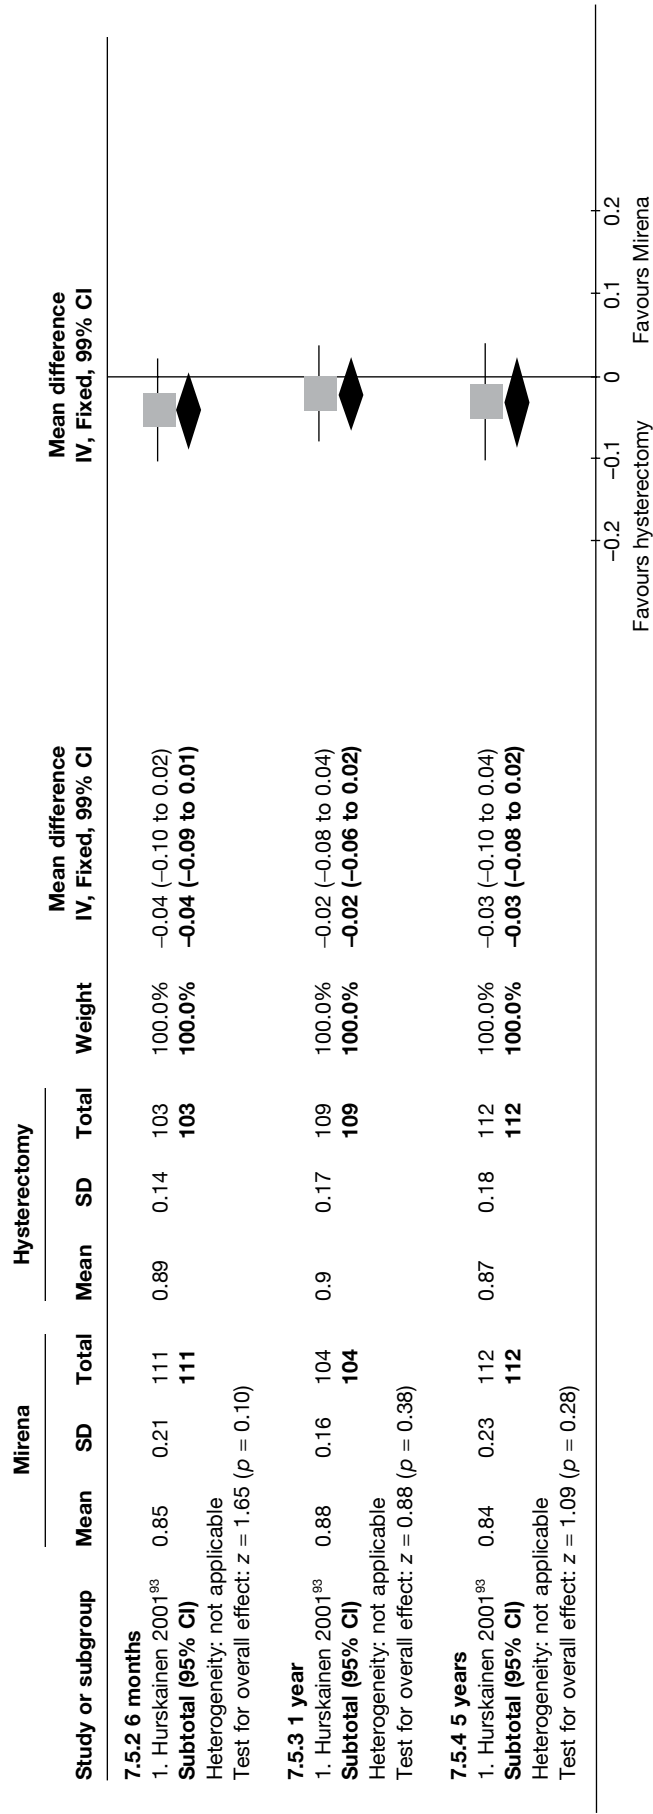 Mirena Hysterectomy Mean difference Mean difference
Study or subgroup Mean SD Total Mean SD Total Weight IV, Fixed, 99% CI IV, Fixed, 99% CI
7.5.2 6 months
1. Hurskainen 2001⁹³ 0.85 0.21 111 0.89 0.14 103 100.0% –0.04 (–0.10 to 0.02)
Subtotal (95% CI) 111 103 100.0% –0.04 (–0.09 to 0.01)
Heterogeneity: not applicable
Test for overall effect: z = 1.65 (p = 0.10)
7.5.3 1 year
1. Hurskainen 2001⁹³ 0.88 0.16 104 0.9 0.17 109 100.0% –0.02 (–0.08 to 0.04)
Subtotal (95% CI) 104 109 100.0% –0.02 (–0.06 to 0.02)
Heterogeneity: not applicable
Test for overall effect: z = 0.88 (p = 0.38)
7.5.4 5 years
1. Hurskainen 2001⁹³ 0.84 0.23 112 0.87 0.18 112 100.0% –0.03 (–0.10 to 0.04)
Subtotal (95% CI) 112 112 100.0% –0.03 (–0.08 to 0.02)
Heterogeneity: not applicable
Test for overall effect: z = 1.09 (p = 0.28)
–0.2 –0.1 0 0.1 0.2
Favours hysterectomy Favours Mirena